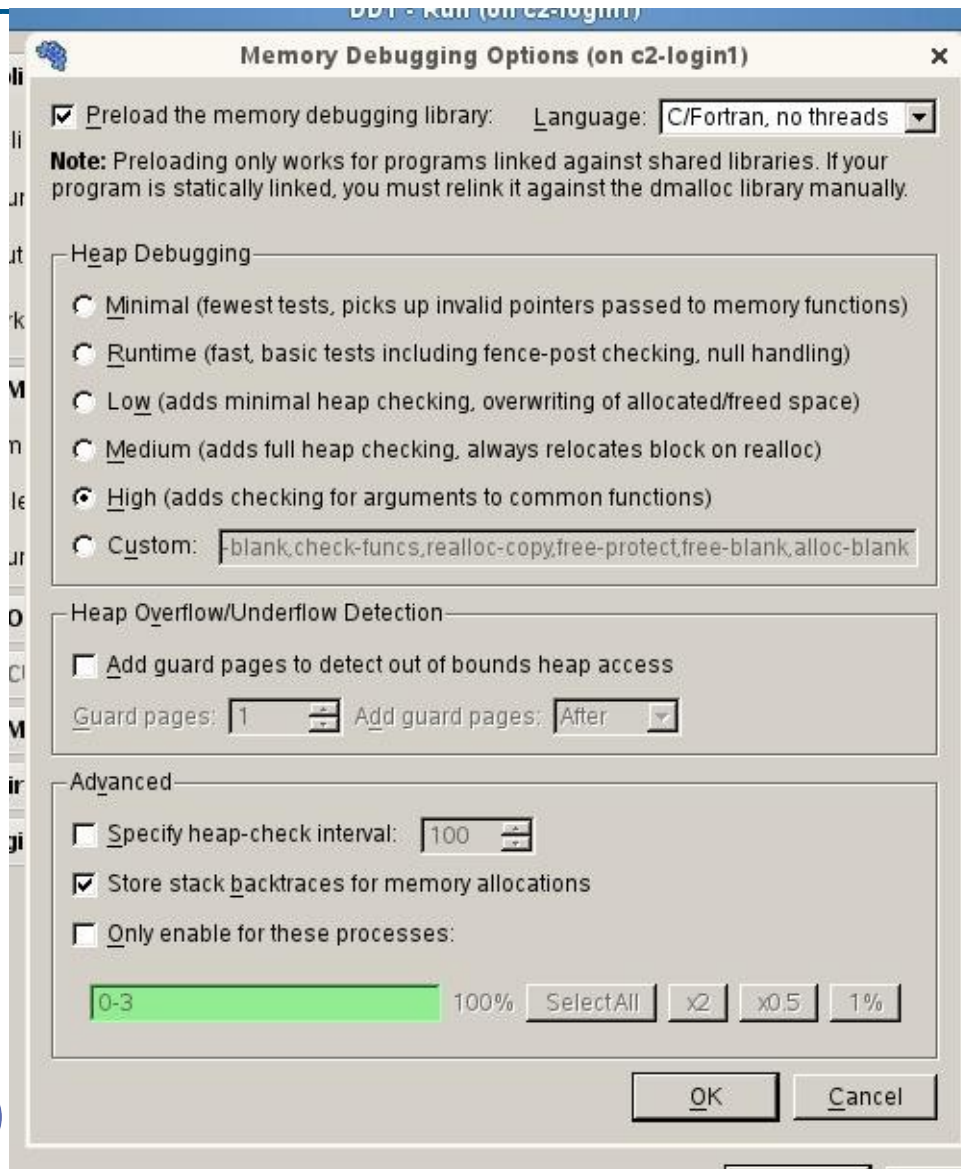 DDT - Run (on c2-login1)
Memory Debugging Options (on c2-login1)
Preload the memory debugging library: Language: C/Fortran, no threads
Note: Preloading only works for programs linked against shared libraries. If your
program is statically linked, you must relink it against the dmalloc library manually.
Heap Debugging
Minimal (fewest tests, picks up invalid pointers passed to memory functions)
Runtime (fast, basic tests including fence-post checking, null handling)
Low (adds minimal heap checking, overwriting of allocated/freed space)
Medium (adds full heap checking, always relocates block on realloc)
High (adds checking for arguments to common functions)
Custom: -blank,check-funcs,realloc-copy,free-protect,free-blank,alloc-blank
Heap Overflow/Underflow Detection
Add guard pages to detect out of bounds heap access
Guard pages: 1 Add guard pages: After
Advanced
Specify heap-check interval: 100
Store stack backtraces for memory allocations
Only enable for these processes:
0-3 100% SelectAll x2 x0.5 1%
OK Cancel